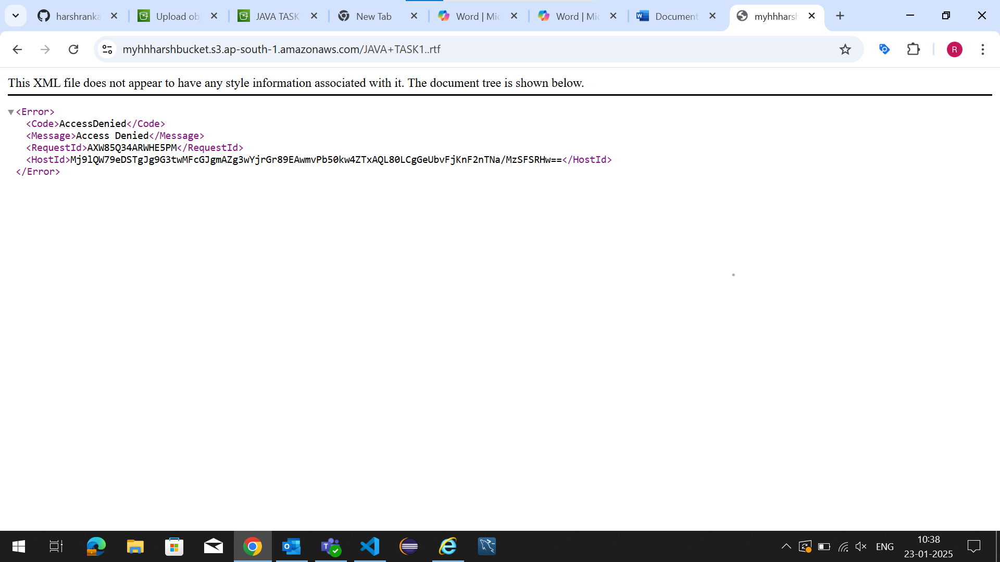 harshranka
Upload obj
JAVA TASK
New Tab
Word | Mic
Word | Mic
Document
myhhharsh
myhhharshbucket.s3.ap-south-1.amazonaws.com/JAVA+TASK1..rtf
R
This XML file does not appear to have any style information associated with it. The document tree is shown below.
<Error>
<Code>AccessDenied</Code>
<Message>Access Denied</Message>
<RequestId>AXW85Q34ARWHE5PM</RequestId>
<HostId>Mj9lQW79eDSTgJg9G3twMFcGJgmAZg3wYjrGr89EAwmvPb50kw4ZTxAQL80LCgGeUbvFjKnF2nTNa/MzSFSRHw==</HostId>
</Error>
ENG
10:38
23-01-2025